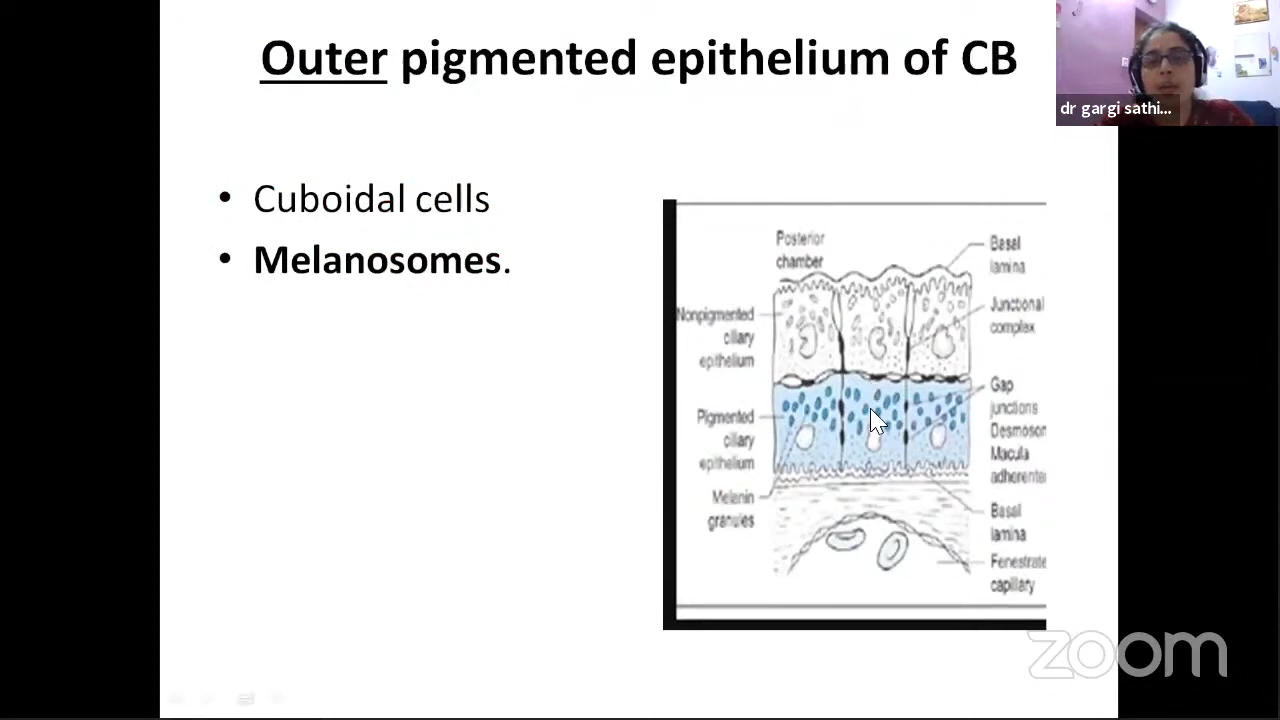 Outer pigmented epithelium of CB
dr gargi sathi...
• Cuboidal cells
• Melanosomes.
Posterior
chamber
Basal
lamina
Nonpigmented
ciliary
epithelium
Junctional
complex
Pigmented
ciliary
epithelium
Gap
junctions
Desmosom
Macula
adherente
Melanin
granules
Basal
lamina
Fenestrate
capillary
zoom